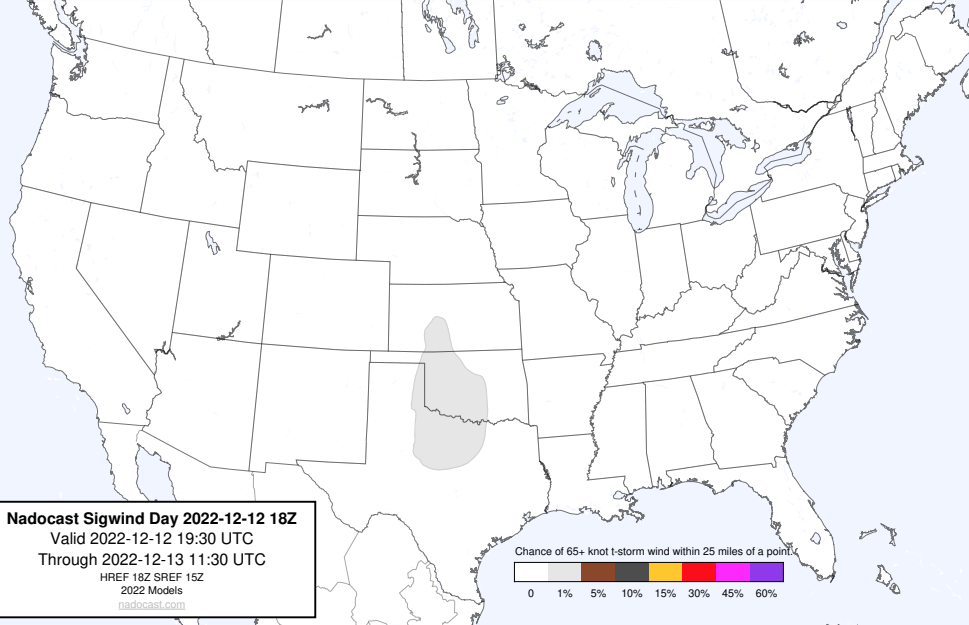 Nadocast Sigwind Day 2022-12-12 18Z
Valid 2022-12-12 19:30 UTC
Through 2022-12-13 11:30 UTC
HREF 18Z SREF 15Z
2022 Models
nadocast.com
Chance of 65+ knot t-storm wind within 25 miles of a point.
0 1% 5% 10% 15% 30% 45% 60%